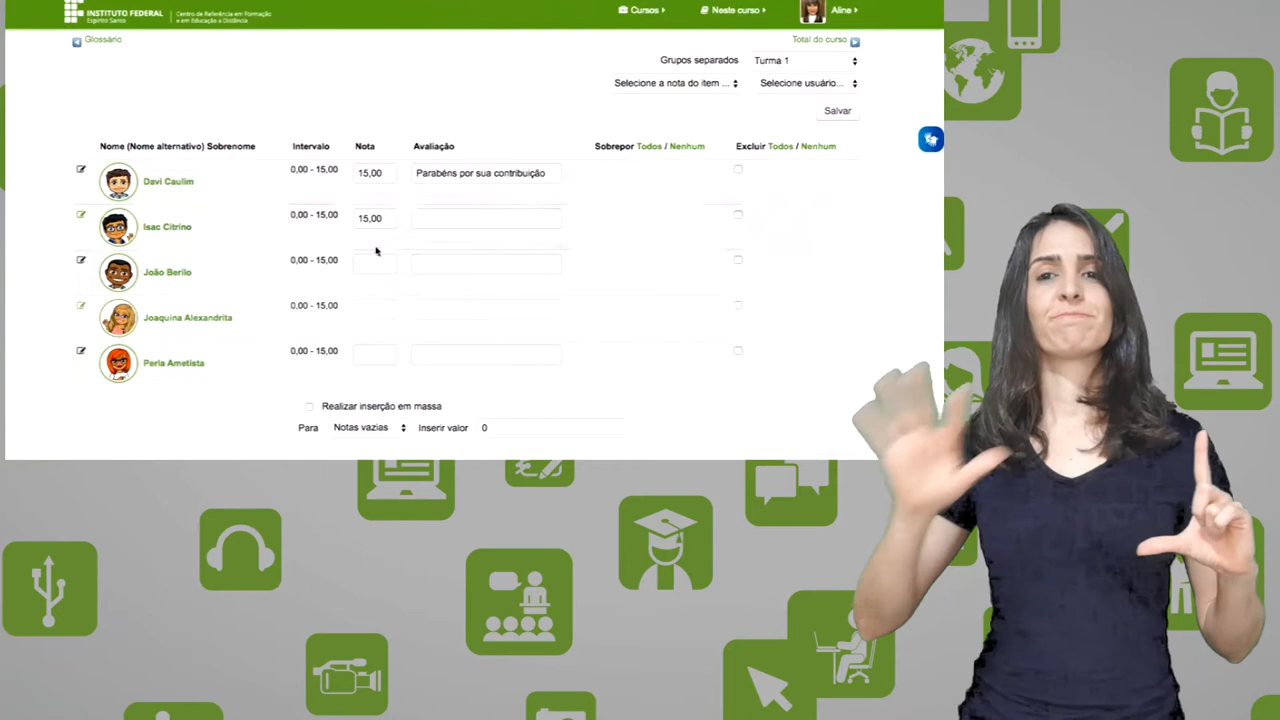 INSTITUTO FEDERAL
Espírito Santo
Centro de Referência em Formação
e em Educação a Distância
Cursos
Neste curso
Aline
Glossário
Total do curso
Grupos separados
Turma 1
Selecione a nota do item ...
Selecione usuário...
Salvar
Nome (Nome alternativo) Sobrenome
Intervalo
Nota
Avaliação
Sobrepor Todos / Nenhum
Excluir Todos / Nenhum
Davi Caulim
0,00 - 15,00
15,00
Parabéns por sua contribuição
Isac Citrino
0,00 - 15,00
15,00
João Berilo
0,00 - 15,00
Joaquina Alexandrita
0,00 - 15,00
Perla Ametista
0,00 - 15,00
Realizar inserção em massa
Para
Notas vazias
Inserir valor
0